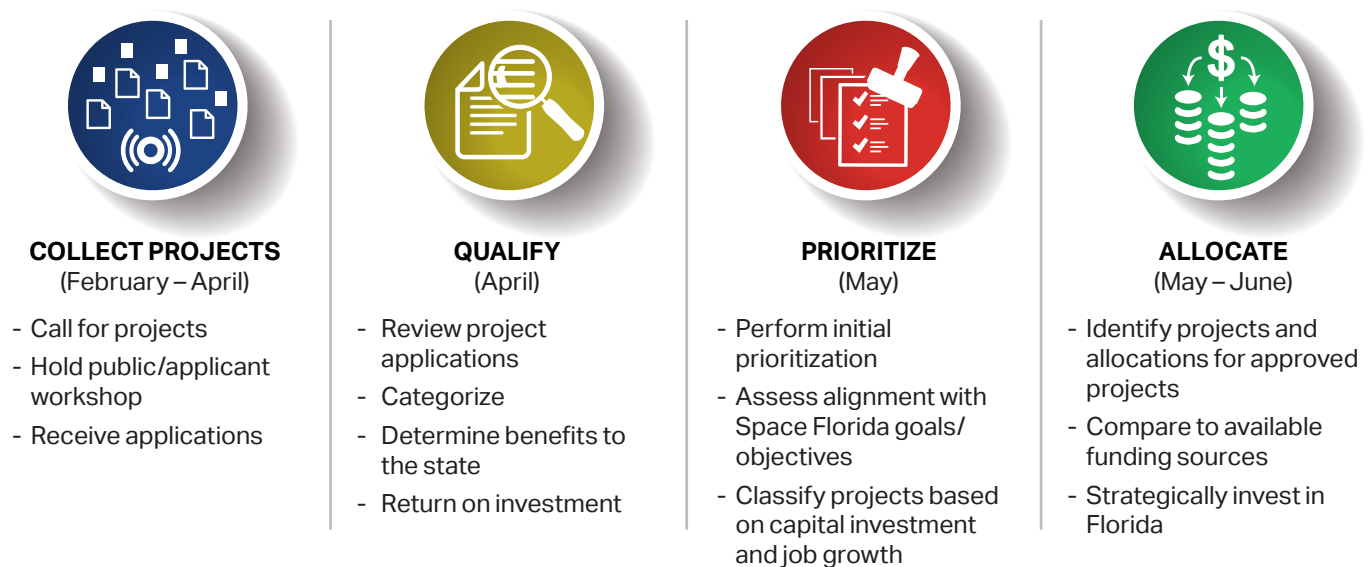 $
COLLECT PROJECTS
(February – April)
- Call for projects
- Hold public/applicant
workshop
- Receive applications
QUALIFY
(April)
- Review project
applications
- Categorize
- Determine benefits to
the state
- Return on investment
PRIORITIZE
(May)
- Perform initial
prioritization
- Assess alignment with
Space Florida goals/
objectives
- Classify projects based
on capital investment
and job growth
ALLOCATE
(May – June)
- Identify projects and
allocations for approved
projects
- Compare to available
funding sources
- Strategically invest in
Florida